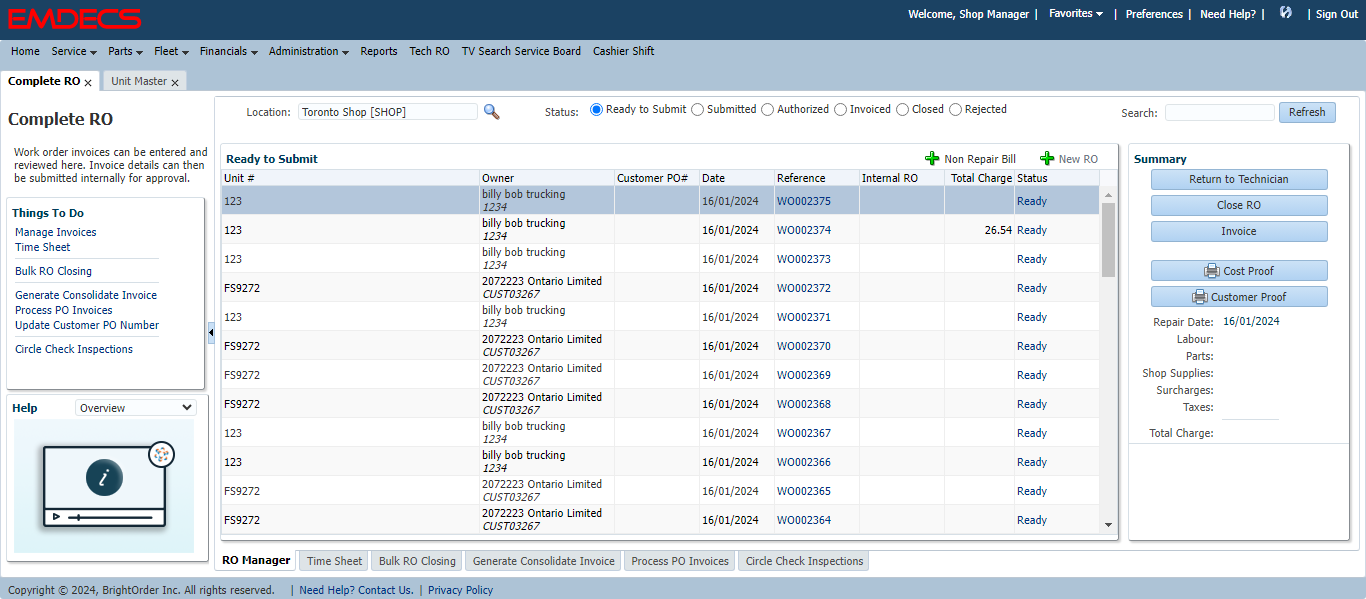 EMDECS
Welcome, Shop Manager | Favorites | Preferences | Need Help? | | Sign Out
Home Service Parts Fleet Financials Administration Reports Tech RO TV Search Service Board Cashier Shift
Complete RO x Unit Master x
Complete RO
Work order invoices can be entered and
reviewed here. Invoice details can then
be submitted internally for approval.
Things To Do
Manage Invoices
Time Sheet
Bulk RO Closing
Generate Consolidate Invoice
Process PO Invoices
Update Customer PO Number
Circle Check Inspections
Help Overview
i
Location: Toronto Shop [SHOP] Status: Ready to Submit Submitted Authorized Invoiced Closed Rejected Search: Refresh
Ready to Submit Non Repair Bill New RO
Unit # Owner Customer PO# Date Reference Internal RO Total Charge Status
123 billy bob trucking 16/01/2024 WO002375 Ready
1234
123 billy bob trucking 16/01/2024 WO002374 26.54 Ready
1234
123 billy bob trucking 16/01/2024 WO002373 Ready
1234
FS9272 2072223 Ontario Limited 16/01/2024 WO002372 Ready
CUST03267
123 billy bob trucking 16/01/2024 WO002371 Ready
1234
FS9272 2072223 Ontario Limited 16/01/2024 WO002370 Ready
CUST03267
FS9272 2072223 Ontario Limited 16/01/2024 WO002369 Ready
CUST03267
FS9272 2072223 Ontario Limited 16/01/2024 WO002368 Ready
CUST03267
123 billy bob trucking 16/01/2024 WO002367 Ready
1234
123 billy bob trucking 16/01/2024 WO002366 Ready
1234
FS9272 2072223 Ontario Limited 16/01/2024 WO002365 Ready
CUST03267
FS9272 2072223 Ontario Limited 16/01/2024 WO002364 Ready
CUST03267
Summary
Return to Technician
Close RO
Invoice
Cost Proof
Customer Proof
Repair Date: 16/01/2024
Labour:
Parts:
Shop Supplies:
Surcharges:
Taxes:
Total Charge:
RO Manager Time Sheet Bulk RO Closing Generate Consolidate Invoice Process PO Invoices Circle Check Inspections
Copyright © 2024, BrightOrder Inc. All rights reserved. | Need Help? Contact Us. | Privacy Policy